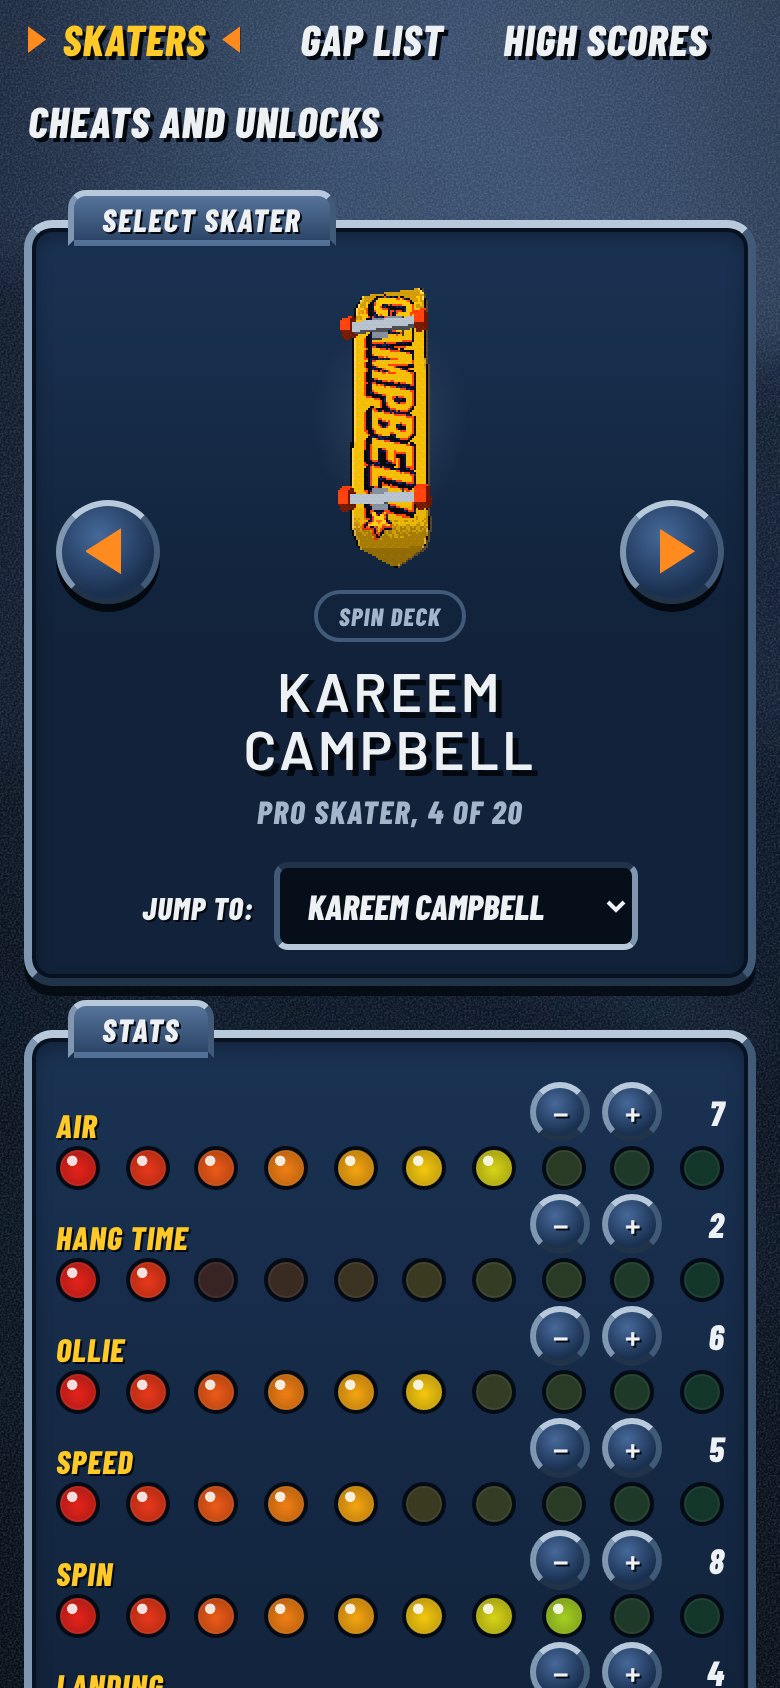 SKATERS GAP LIST HIGH SCORES
CHEATS AND UNLOCKS
SELECT SKATER
CAMPBELL
SPIN DECK
KAREEM
CAMPBELL
PRO SKATER, 4 OF 20
JUMP TO: KAREEM CAMPBELL
STATS
AIR − + 7
HANG TIME − + 2
OLLIE − + 6
SPEED − + 5
SPIN − + 8
LANDING − + 4